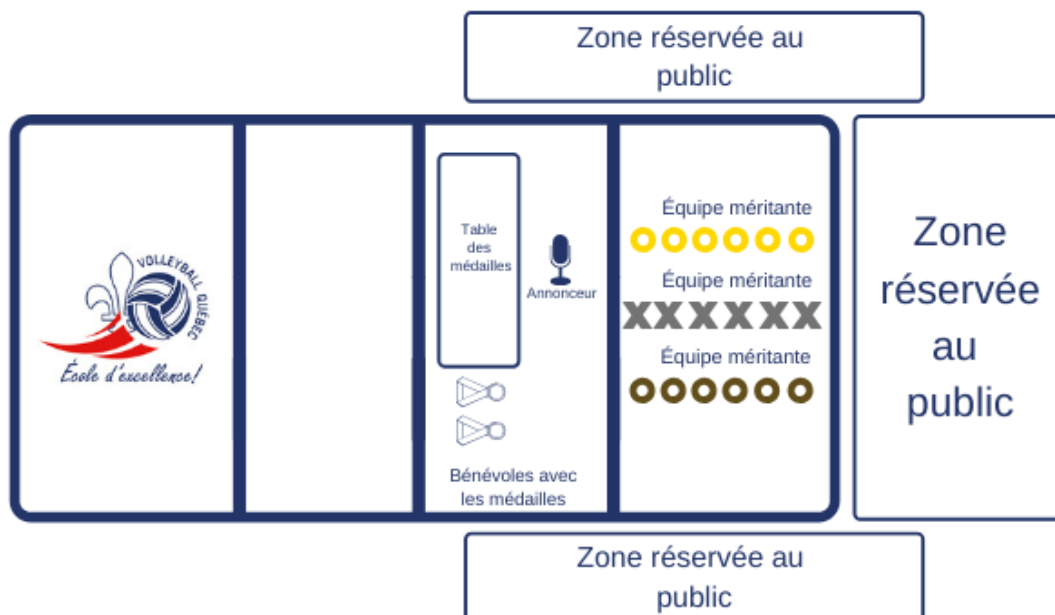 Zone réservée au
public
VOLLEYBALL QUÉBEC
École d'excellence!
Table
des
médailles
Annonceur
Bénévoles avec
les médailles
Équipe méritante
Équipe méritante
XXXXXX
Équipe méritante
Zone
réservée
au
public
Zone réservée au
public